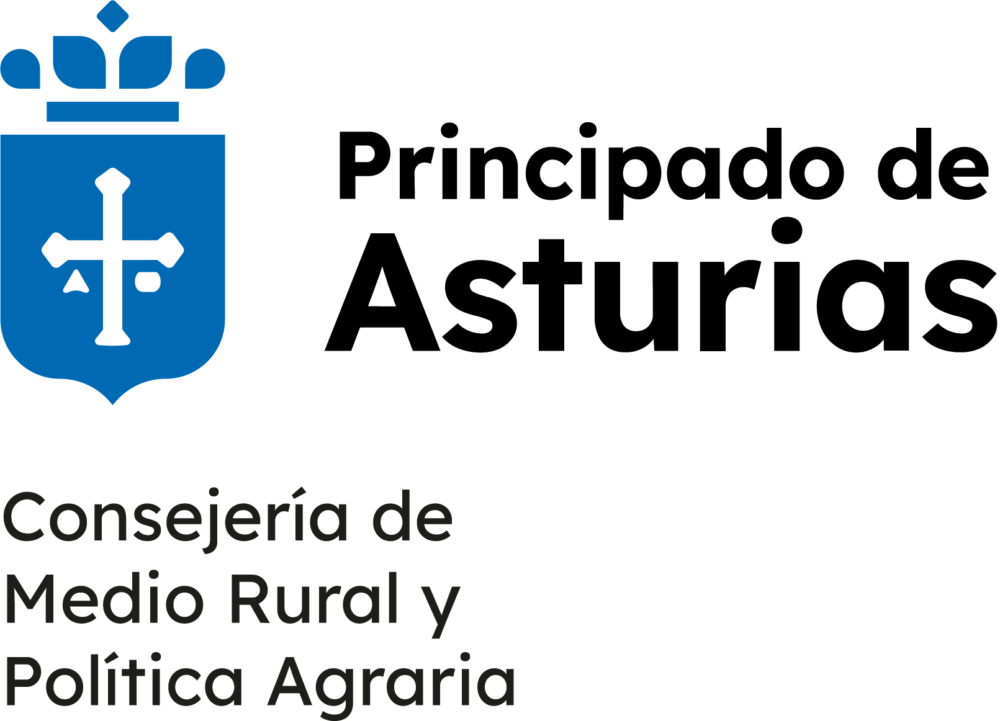 Principado de
Asturias
Consejería de
Medio Rural y
Política Agraria